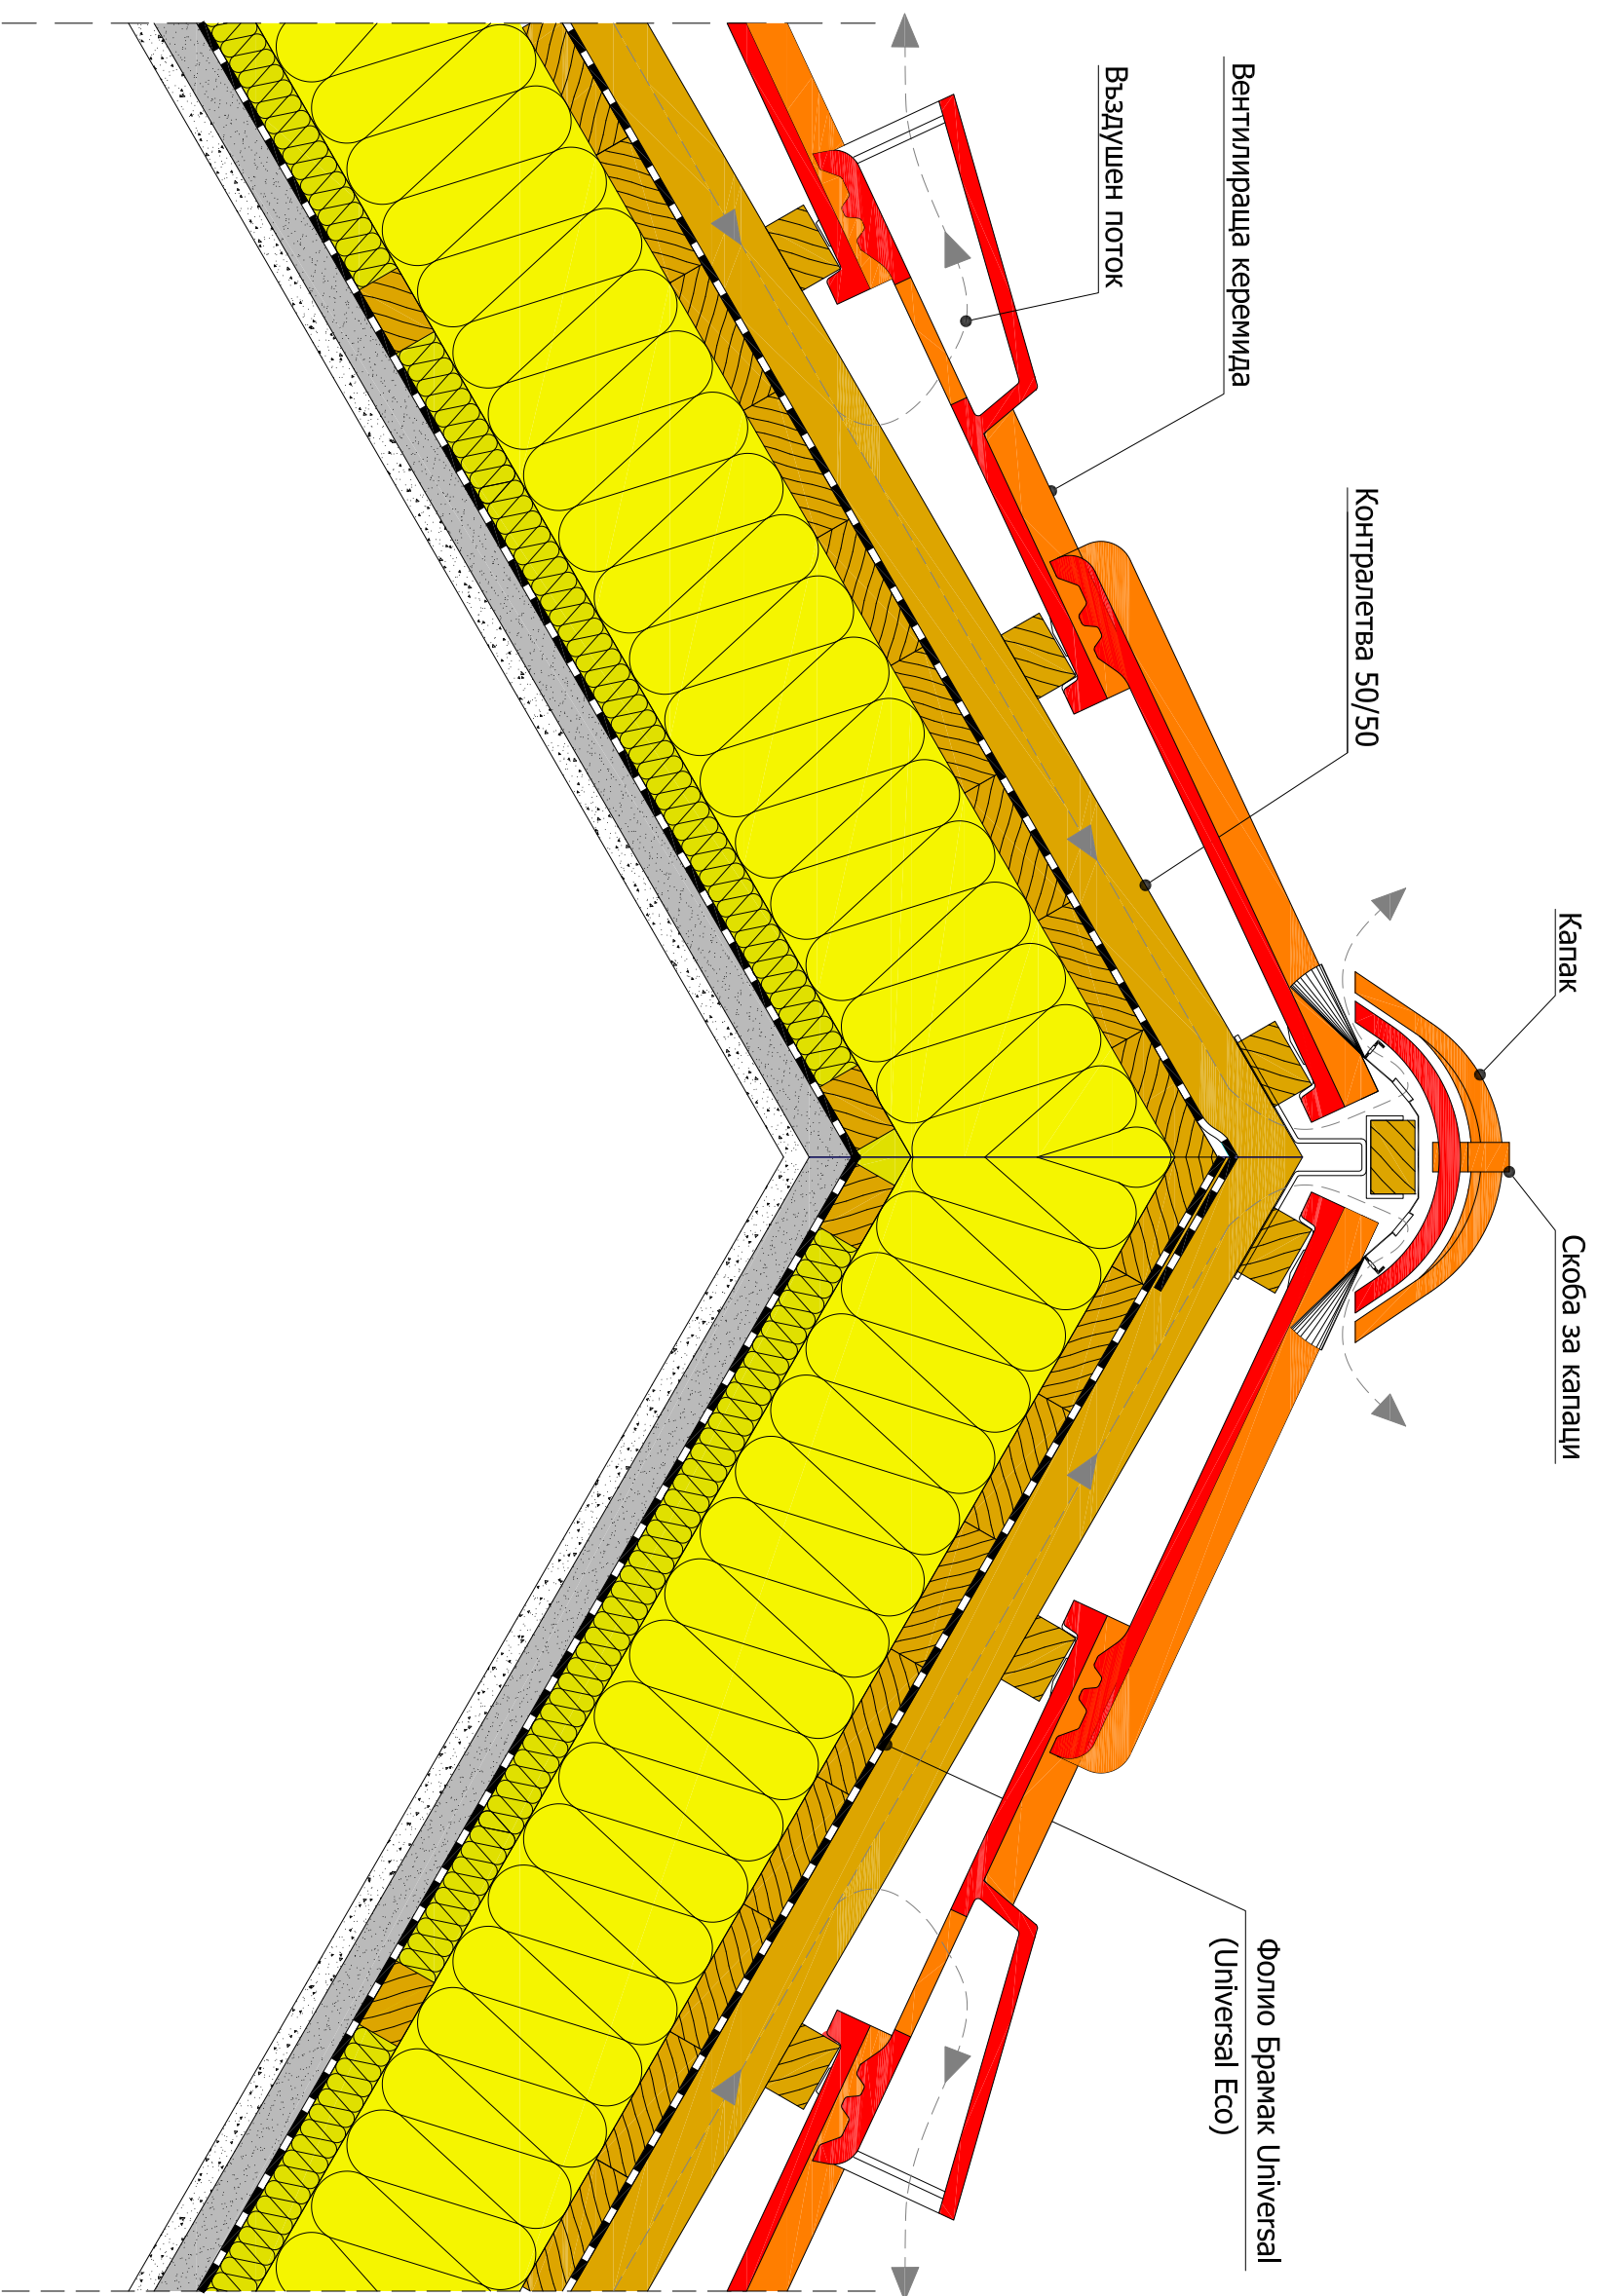 Вентилираща керемида
Въздушен поток
Контралетва 50/50
Капак
Скоба за капаци
Фолио Брамак Universal
(Universal Eco)